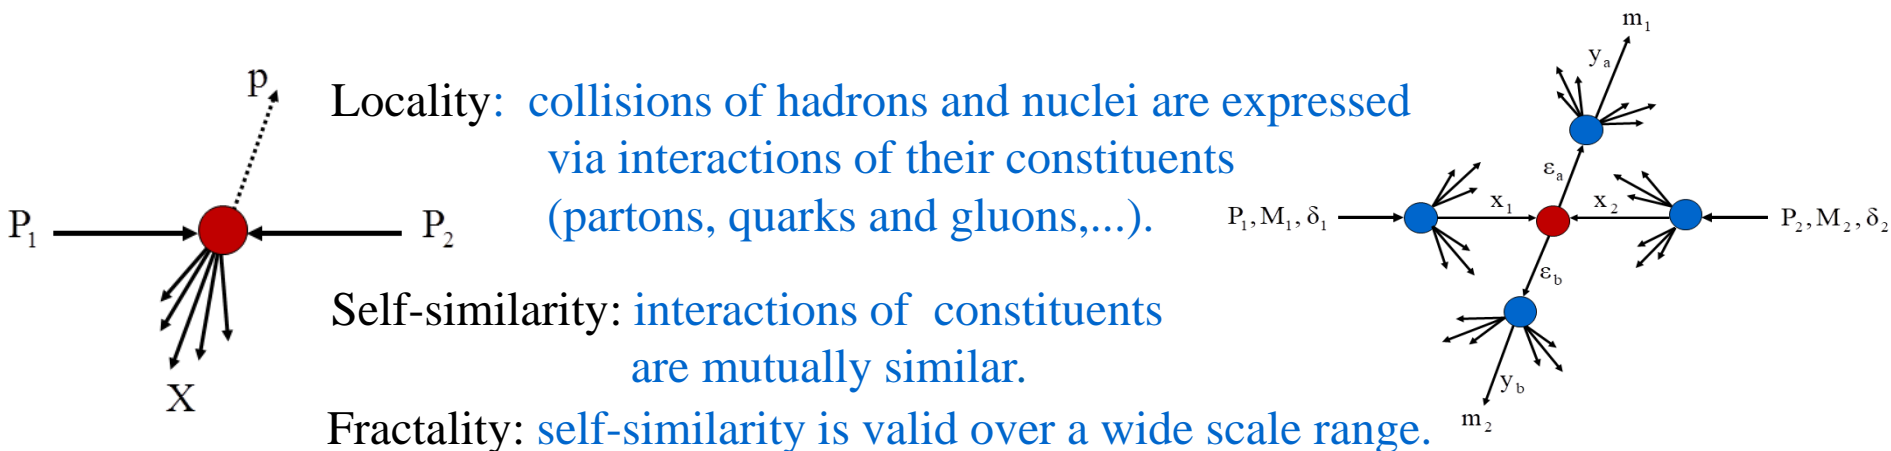 p
P₁
P₂
X
Locality: collisions of hadrons and nuclei are expressed
via interactions of their constituents
(partons, quarks and gluons,...).
Self-similarity: interactions of constituents
are mutually similar.
Fractality: self-similarity is valid over a wide scale range.
m₁
yₐ
εₐ
P₁, M₁, δ₁
x₁
x₂
P₂, M₂, δ₂
ε_b
y_b
m₂